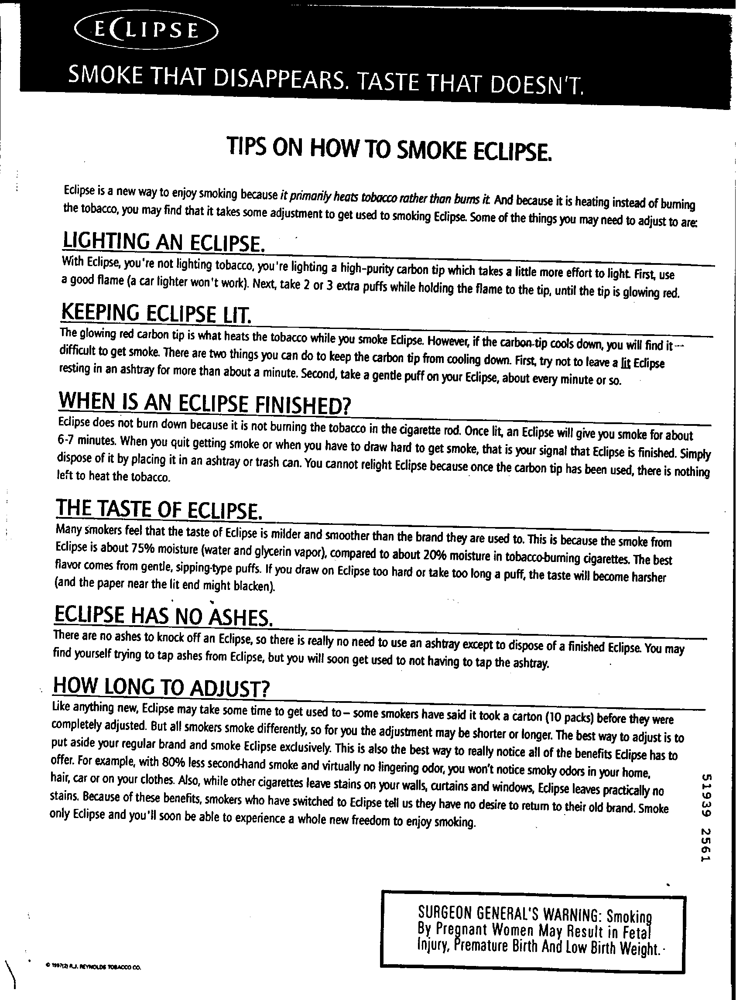 ECLIPSE
SMOKE THAT DISAPPEARS. TASTE THAT DOESN'T.
TIPS ON HOW TO SMOKE ECLIPSE.
Eclipse is a new way to enjoy smoking because it primarily heats tobacco rather than burns it. And because it is heating instead of burning
the tobacco, you may find that it takes some adjustment to get used to smoking Eclipse. Some of the things you may need to adjust to are:
LIGHTING AN ECLIPSE.
With Eclipse, you're not lighting tobacco, you're lighting a high-purity carbon tip which takes a little more effort to light. First, use
a good flame (a car lighter won't work). Next, take 2 or 3 extra puffs while holding the flame to the tip, until the tip is glowing red.
KEEPING ECLIPSE LIT.
The glowing red carbon tip is what heats the tobacco while you smoke Eclipse. However, if the carbon tip cools down, you will find it
difficult to get smoke. There are two things you can do to keep the carbon tip from cooling down. First, try not to leave a lit Eclipse
resting in an ashtray for more than about a minute. Second, take a gentle puff on your Eclipse, about every minute or so.
WHEN IS AN ECLIPSE FINISHED?
Eclipse does not burn down because it is not burning the tobacco in the cigarette rod. Once lit, an Eclipse will give you smoke for about
6-7 minutes. When you quit getting smoke or when you have to draw hard to get smoke, that is your signal that Eclipse is finished. Simply
dispose of it by placing it in an ashtray or trash can. You cannot relight Eclipse because once the carbon tip has been used, there is nothing
left to heat the tobacco.
THE TASTE OF ECLIPSE.
Many smokers feel that the taste of Eclipse is milder and smoother than the brand they are used to. This is because the smoke from
Eclipse is about 75% moisture (water and glycerin vapor), compared to about 20% moisture in tobacco-burning cigarettes. The best
flavor comes from gentle, sipping-type puffs. If you draw on Eclipse too hard or take too long a puff, the taste will become harsher
(and the paper near the lit end might blacken).
ECLIPSE HAS NO ASHES.
There are no ashes to knock off an Eclipse, so there is really no need to use an ashtray except to dispose of a finished Eclipse. You may
find yourself trying to tap ashes from Eclipse, but you will soon get used to not having to tap the ashtray.
HOW LONG TO ADJUST?
Like anything new, Eclipse may take some time to get used to – some smokers have said it took a carton (10 packs) before they were
completely adjusted. But all smokers smoke differently, so for you the adjustment may be shorter or longer. The best way to adjust is to
put aside your regular brand and smoke Eclipse exclusively. This is also the best way to really notice all of the benefits Eclipse has to
offer. For example, with 80% less second-hand smoke and virtually no lingering odor, you won't notice smoky odors in your home,
hair, car or on your clothes. Also, while other cigarettes leave stains on your walls, curtains and windows, Eclipse leaves practically no
stains. Because of these benefits, smokers who have switched to Eclipse tell us they have no desire to return to their old brand. Smoke
only Eclipse and you'll soon be able to experience a whole new freedom to enjoy smoking.
51939 2561
SURGEON GENERAL'S WARNING: Smoking
By Pregnant Women May Result in Fetal
Injury, Premature Birth And Low Birth Weight.
© 1997(2) R.J. REYNOLDS TOBACCO CO.